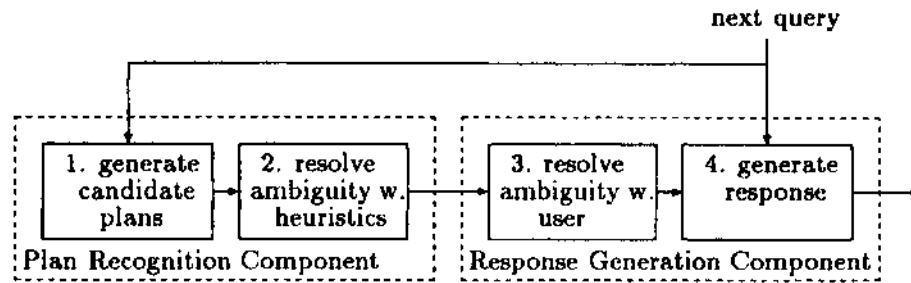 next query
1. generate
candidate
plans
2. resolve
ambiguity w.
heuristics
3. resolve
ambiguity w.
user
4. generate
response
Plan Recognition Component
Response Generation Component